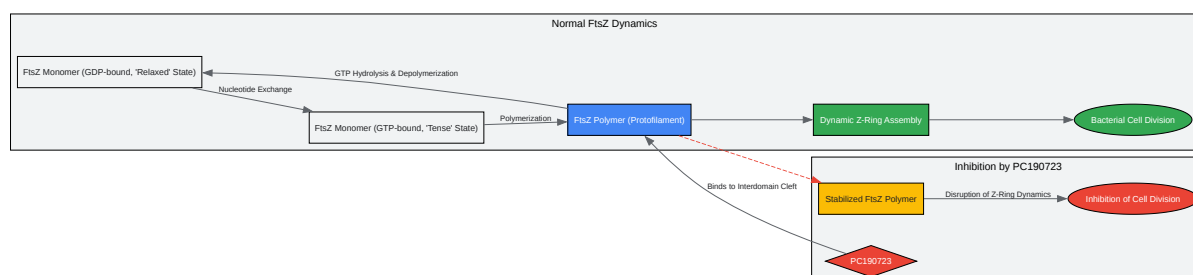 Normal FtsZ Dynamics
FtsZ Monomer (GDP-bound, 'Relaxed' State)
GTP Hydrolysis & Depolymerization
Nucleotide Exchange
FtsZ Monomer (GTP-bound, 'Tense' State)
Polymerization
FtsZ Polymer (Protofilament)
Dynamic Z-Ring Assembly
Bacterial Cell Division
Inhibition by PC190723
Binds to Interdomain Cleft
Stabilized FtsZ Polymer
Disruption of Z-Ring Dynamics
Inhibition of Cell Division
PC190723